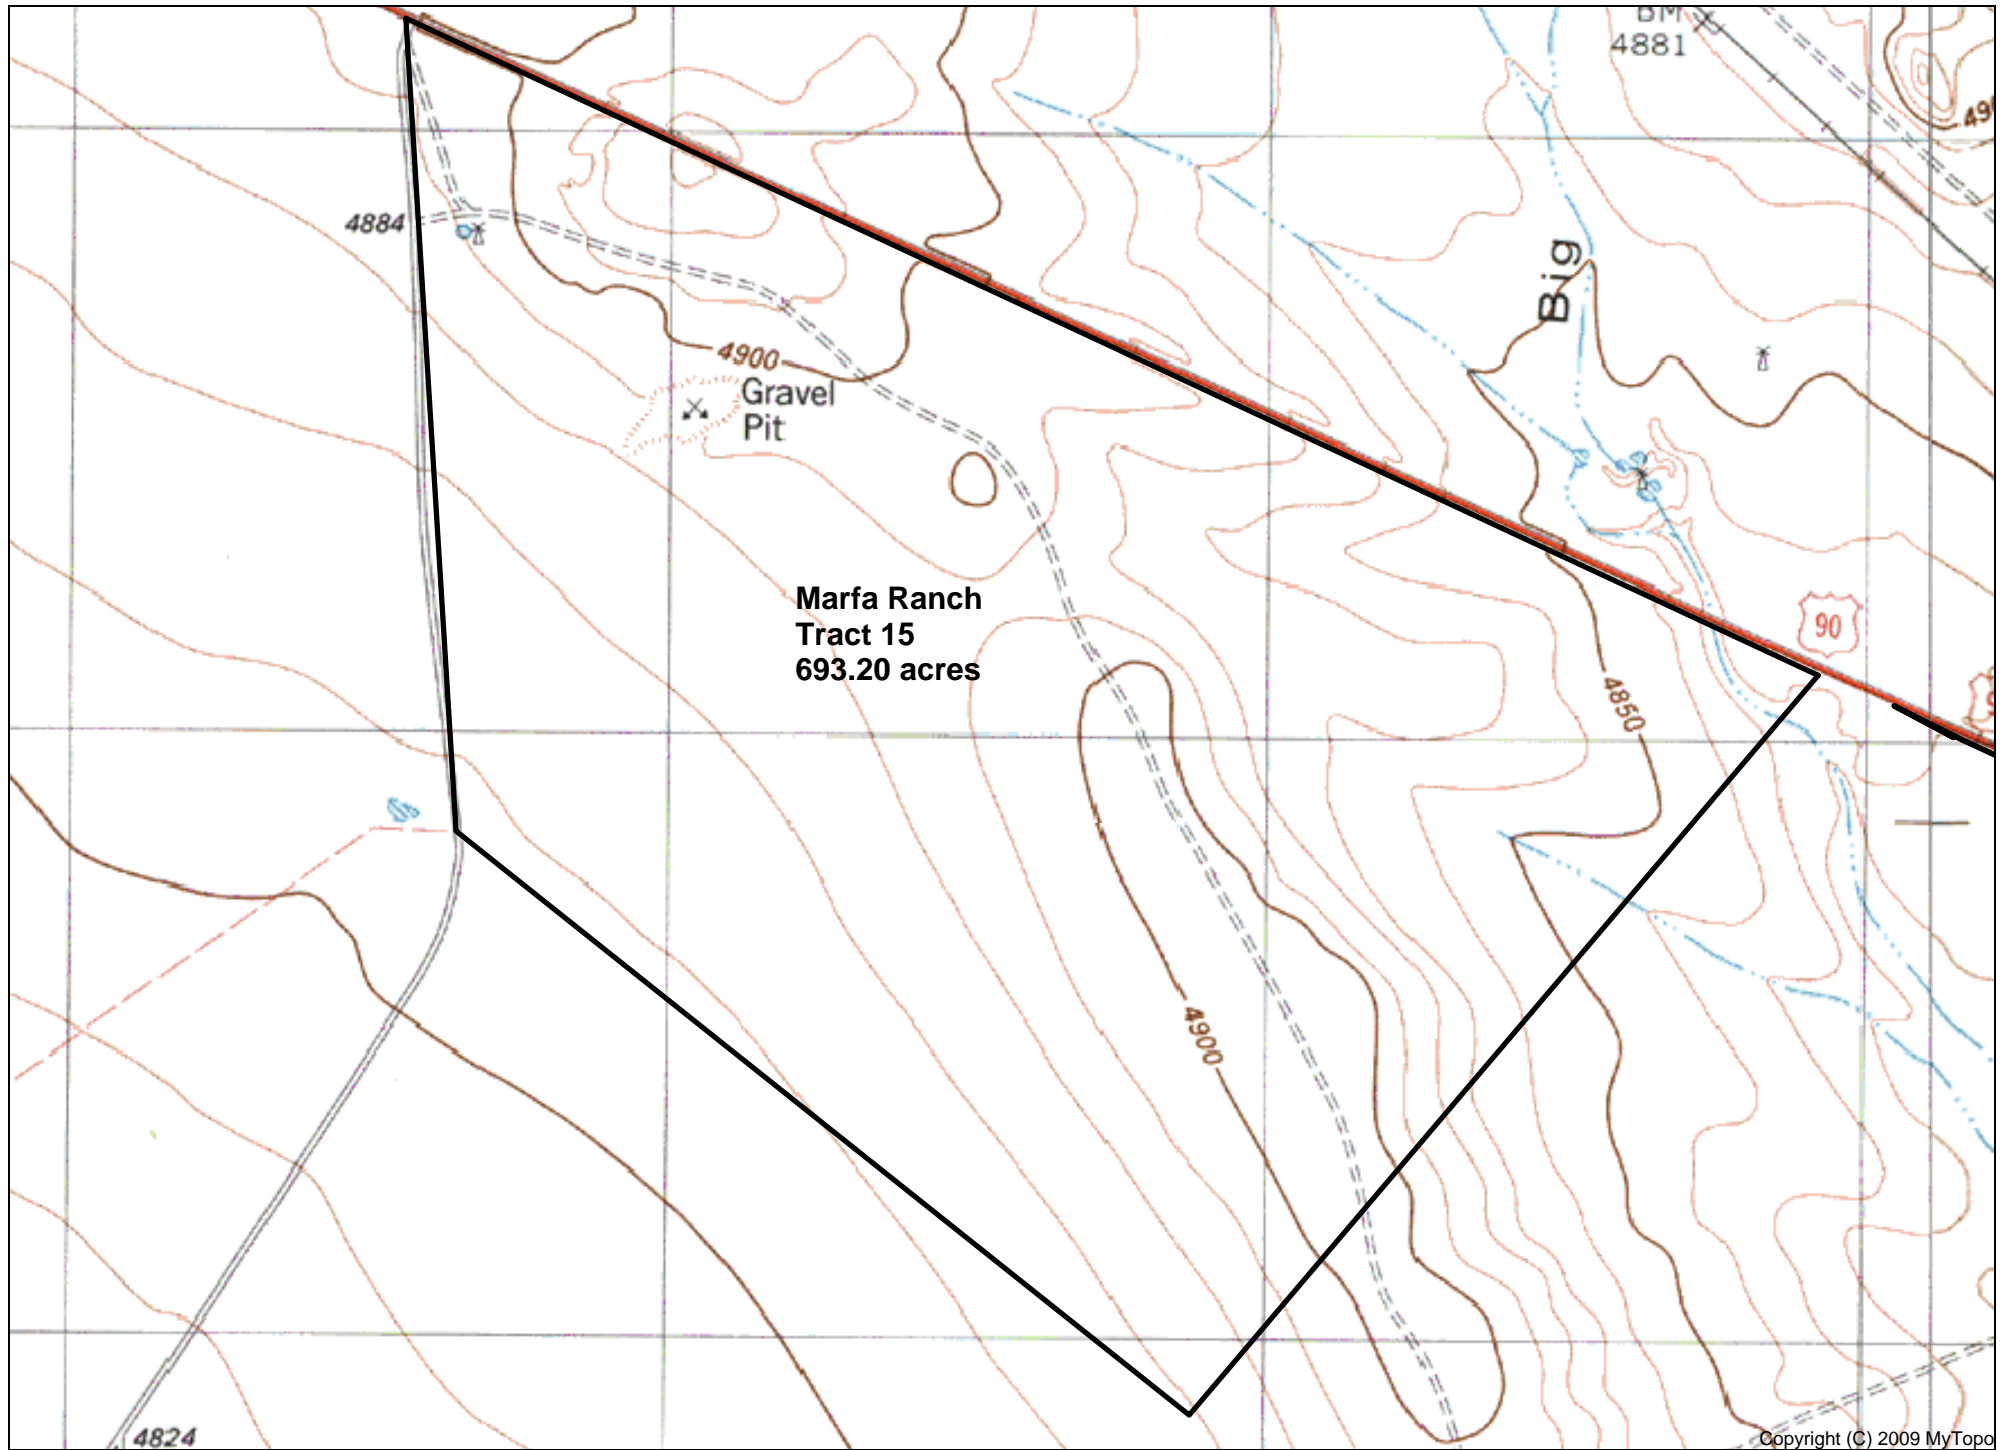 BM
4881
4884
Big
4900
Gravel
Pit
Marfa Ranch
Tract 15
693.20 acres
90
4850
4900
4824
Copyright (C) 2009 MyTopo